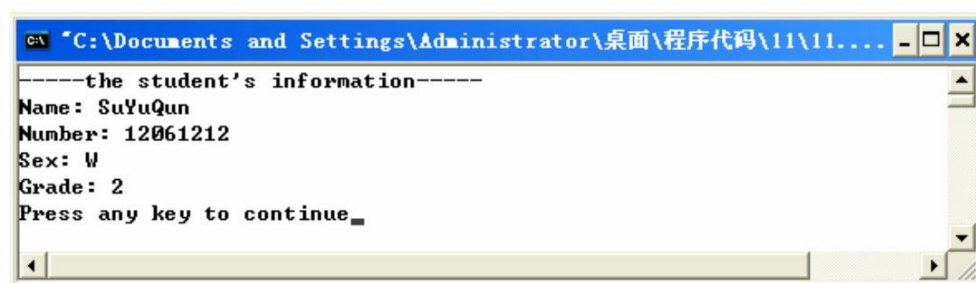 "C:\Documents and Settings\Administrator\桌面\程序代码\11\11....
-----the student's information-----
Name: SuYuQun
Number: 12061212
Sex: W
Grade: 2
Press any key to continue_